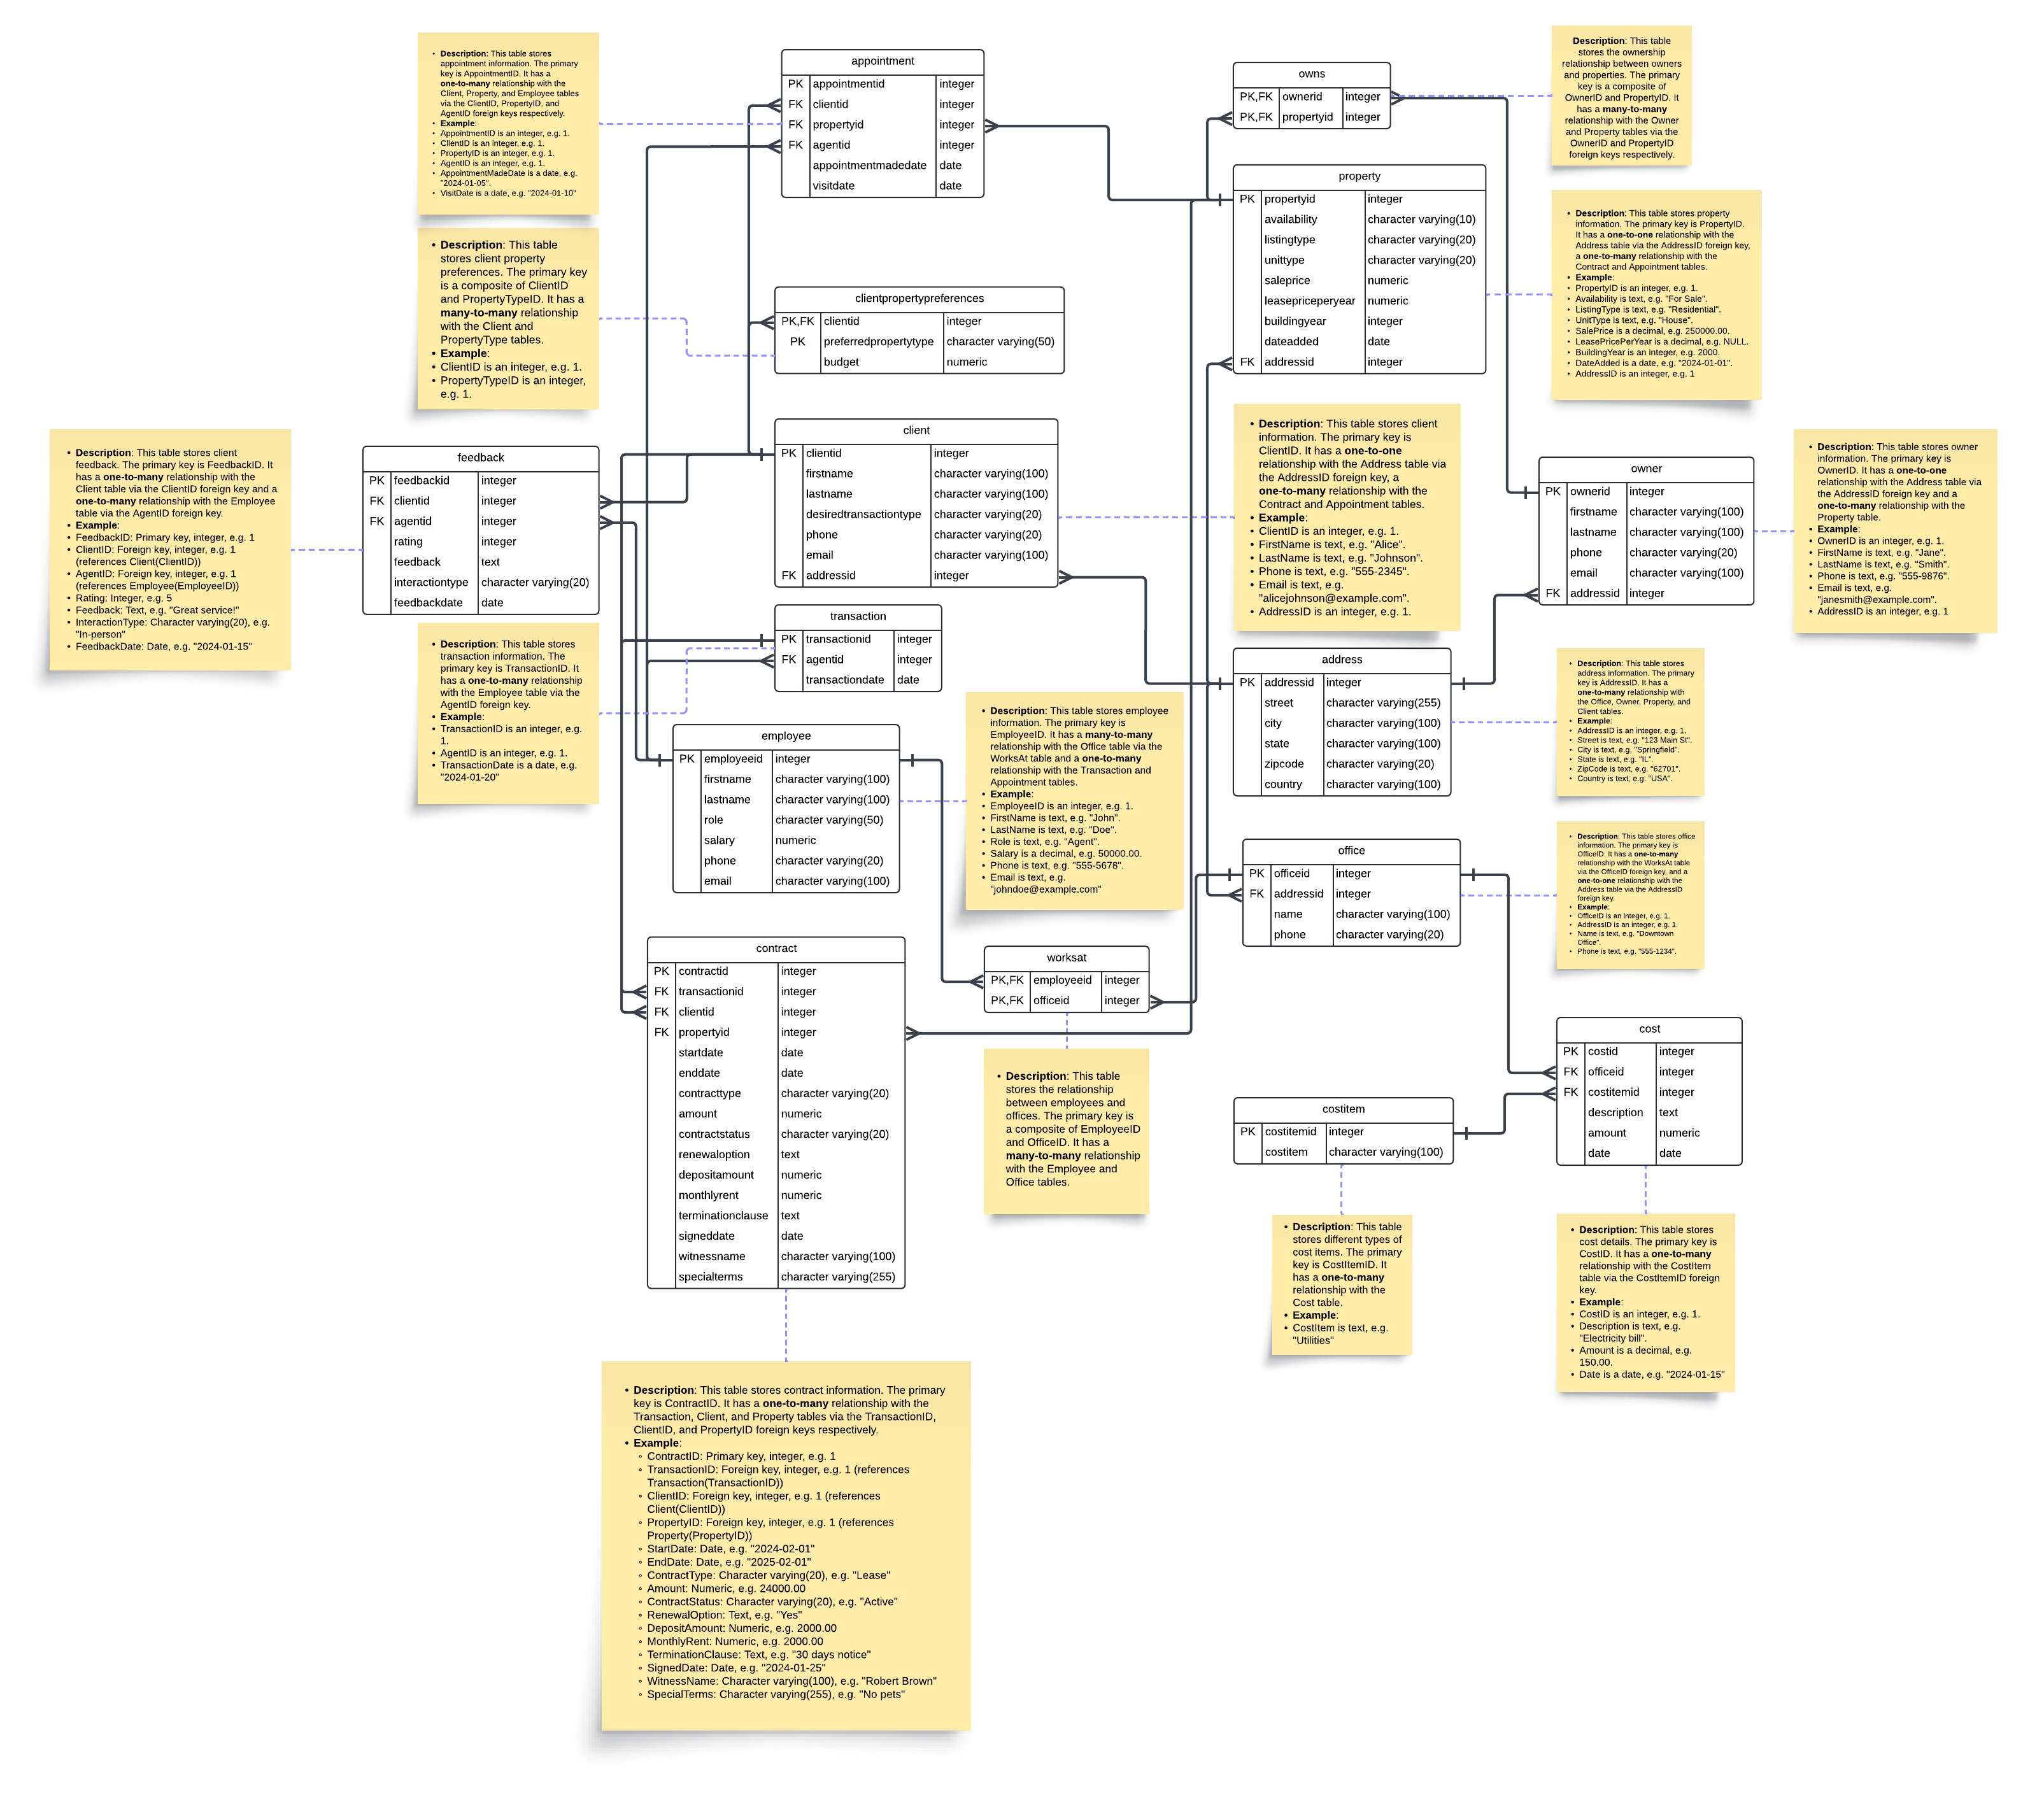 • Description: This table stores
appointment information. The primary
key is AppointmentID. It has a
one-to-many relationship with the
Client, Property, and Employee tables
via the ClientID, PropertyID, and
AgentID foreign keys respectively.
• Example:
• AppointmentID is an integer, e.g. 1.
• ClientID is an integer, e.g. 1.
• PropertyID is an integer, e.g. 1.
• AgentID is an integer, e.g. 1.
• AppointmentMadeDate is a date, e.g.
"2024-01-05".
• VisitDate is a date, e.g. "2024-01-10"
appointment
PK appointmentid integer
FK clientid integer
FK propertyid integer
FK agentid integer
appointmentmadedate date
visitdate date
owns
PK,FK ownerid integer
PK,FK propertyid integer
Description: This table
stores the ownership
relationship between owners
and properties. The primary
key is a composite of
OwnerID and PropertyID. It
has a many-to-many
relationship with the Owner
and Property tables via the
OwnerID and PropertyID
foreign keys respectively.
property
PK propertyid integer
availability character varying(10)
listingtype character varying(20)
unittype character varying(20)
saleprice numeric
leasepriceperyear numeric
buildingyear integer
dateadded date
FK addressid integer
• Description: This table stores property
information. The primary key is PropertyID.
It has a one-to-one relationship with the
Address table via the AddressID foreign key,
a one-to-many relationship with the
Contract and Appointment tables.
• Example:
• PropertyID is an integer, e.g. 1.
• Availability is text, e.g. "For Sale".
• ListingType is text, e.g. "Residential".
• UnitType is text, e.g. "House".
• SalePrice is a decimal, e.g. 250000.00.
• LeasePricePerYear is a decimal, e.g. NULL.
• BuildingYear is an integer, e.g. 2000.
• DateAdded is a date, e.g. "2024-01-01".
• AddressID is an integer, e.g. 1
• Description: This table
stores client property
preferences. The primary key
is a composite of ClientID
and PropertyTypeID. It has a
many-to-many relationship
with the Client and
PropertyType tables.
• Example:
• ClientID is an integer, e.g. 1.
• PropertyTypeID is an integer,
e.g. 1.
clientpropertypreferences
PK,FK clientid integer
PK preferredpropertytype character varying(50)
budget numeric
• Description: This table stores client
feedback. The primary key is FeedbackID. It
has a one-to-many relationship with the
Client table via the ClientID foreign key and a
one-to-many relationship with the Employee
table via the AgentID foreign key.
• Example:
• FeedbackID: Primary key, integer, e.g. 1
• ClientID: Foreign key, integer, e.g. 1
(references Client(ClientID))
• AgentID: Foreign key, integer, e.g. 1
(references Employee(EmployeeID))
• Rating: Integer, e.g. 5
• Feedback: Text, e.g. "Great service!"
• InteractionType: Character varying(20), e.g.
"In-person"
• FeedbackDate: Date, e.g. "2024-01-15"
feedback
PK feedbackid integer
FK clientid integer
FK agentid integer
rating integer
feedback text
interactiontype character varying(20)
feedbackdate date
client
PK clientid integer
firstname character varying(100)
lastname character varying(100)
desiredtransactiontype character varying(20)
phone character varying(20)
email character varying(100)
FK addressid integer
• Description: This table stores client
information. The primary key is
ClientID. It has a one-to-one
relationship with the Address table via
the AddressID foreign key, a
one-to-many relationship with the
Contract and Appointment tables.
• Example:
• ClientID is an integer, e.g. 1.
• FirstName is text, e.g. "Alice".
• LastName is text, e.g. "Johnson".
• Phone is text, e.g. "555-2345".
• Email is text, e.g.
"alicejohnson@example.com".
• AddressID is an integer, e.g. 1.
owner
PK ownerid integer
firstname character varying(100)
lastname character varying(100)
phone character varying(20)
email character varying(100)
FK addressid integer
• Description: This table stores owner
information. The primary key is
OwnerID. It has a one-to-one
relationship with the Address table via
the AddressID foreign key and a
one-to-many relationship with the
Property table.
• Example:
• OwnerID is an integer, e.g. 1.
• FirstName is text, e.g. "Jane".
• LastName is text, e.g. "Smith".
• Phone is text, e.g. "555-9876".
• Email is text, e.g.
"janesmith@example.com".
• AddressID is an integer, e.g. 1
• Description: This table stores
transaction information. The
primary key is TransactionID. It
has a one-to-many relationship
with the Employee table via the
AgentID foreign key.
• Example:
• TransactionID is an integer, e.g.
1.
• AgentID is an integer, e.g. 1.
• TransactionDate is a date, e.g.
"2024-01-20"
transaction
PK transactionid integer
FK agentid integer
transactiondate date
employee
PK employeeid integer
firstname character varying(100)
lastname character varying(100)
role character varying(50)
salary numeric
phone character varying(20)
email character varying(100)
• Description: This table stores employee
information. The primary key is
EmployeeID. It has a many-to-many
relationship with the Office table via the
WorksAt table and a one-to-many
relationship with the Transaction and
Appointment tables.
• Example:
• EmployeeID is an integer, e.g. 1.
• FirstName is text, e.g. "John".
• LastName is text, e.g. "Doe".
• Role is text, e.g. "Agent".
• Salary is a decimal, e.g. 50000.00.
• Phone is text, e.g. "555-5678".
• Email is text, e.g.
"johndoe@example.com"
address
PK addressid integer
street character varying(255)
city character varying(100)
state character varying(100)
zipcode character varying(20)
country character varying(100)
• Description: This table stores
address information. The primary
key is AddressID. It has a
one-to-many relationship with
the Office, Owner, Property, and
Client tables.
• Example:
• AddressID is an integer, e.g. 1.
• Street is text, e.g. "123 Main St".
• City is text, e.g. "Springfield".
• State is text, e.g. "IL".
• ZipCode is text, e.g. "62701".
• Country is text, e.g. "USA".
office
PK officeid integer
FK addressid integer
name character varying(100)
phone character varying(20)
• Description: This table stores office
information. The primary key is
OfficeID. It has a one-to-many
relationship with the WorksAt table
via the OfficeID foreign key, and a
one-to-one relationship with the
Address table via the AddressID
foreign key.
• Example:
• OfficeID is an integer, e.g. 1.
• AddressID is an integer, e.g. 1.
• Name is text, e.g. "Downtown
Office".
• Phone is text, e.g. "555-1234".
contract
PK contractid integer
FK transactionid integer
FK clientid integer
FK propertyid integer
startdate date
enddate date
contracttype character varying(20)
amount numeric
contractstatus character varying(20)
renewaloption text
depositamount numeric
monthlyrent numeric
terminationclause text
signeddate date
witnessname character varying(100)
specialterms character varying(255)
worksat
PK,FK employeeid integer
PK,FK officeid integer
• Description: This table
stores the relationship
between employees and
offices. The primary key is
a composite of EmployeeID
and OfficeID. It has a
many-to-many relationship
with the Employee and
Office tables.
cost
PK costid integer
FK officeid integer
FK costitemid integer
description text
amount numeric
date date
costitem
PK costitemid integer
costitem character varying(100)
• Description: This table
stores different types of
cost items. The primary
key is CostItemID. It
has a one-to-many
relationship with the
Cost table.
• Example:
• CostItem is text, e.g.
"Utilities"
• Description: This table stores
cost details. The primary key is
CostID. It has a one-to-many
relationship with the CostItem
table via the CostItemID foreign
key.
• Example:
• CostID is an integer, e.g. 1.
• Description is text, e.g.
"Electricity bill".
• Amount is a decimal, e.g.
150.00.
• Date is a date, e.g. "2024-01-15"
• Description: This table stores contract information. The primary
key is ContractID. It has a one-to-many relationship with the
Transaction, Client, and Property tables via the TransactionID,
ClientID, and PropertyID foreign keys respectively.
• Example:
◦ ContractID: Primary key, integer, e.g. 1
◦ TransactionID: Foreign key, integer, e.g. 1 (references
Transaction(TransactionID))
◦ ClientID: Foreign key, integer, e.g. 1 (references
Client(ClientID))
◦ PropertyID: Foreign key, integer, e.g. 1 (references
Property(PropertyID))
◦ StartDate: Date, e.g. "2024-02-01"
◦ EndDate: Date, e.g. "2025-02-01"
◦ ContractType: Character varying(20), e.g. "Lease"
◦ Amount: Numeric, e.g. 24000.00
◦ ContractStatus: Character varying(20), e.g. "Active"
◦ RenewalOption: Text, e.g. "Yes"
◦ DepositAmount: Numeric, e.g. 2000.00
◦ MonthlyRent: Numeric, e.g. 2000.00
◦ TerminationClause: Text, e.g. "30 days notice"
◦ SignedDate: Date, e.g. "2024-01-25"
◦ WitnessName: Character varying(100), e.g. "Robert Brown"
◦ SpecialTerms: Character varying(255), e.g. "No pets"